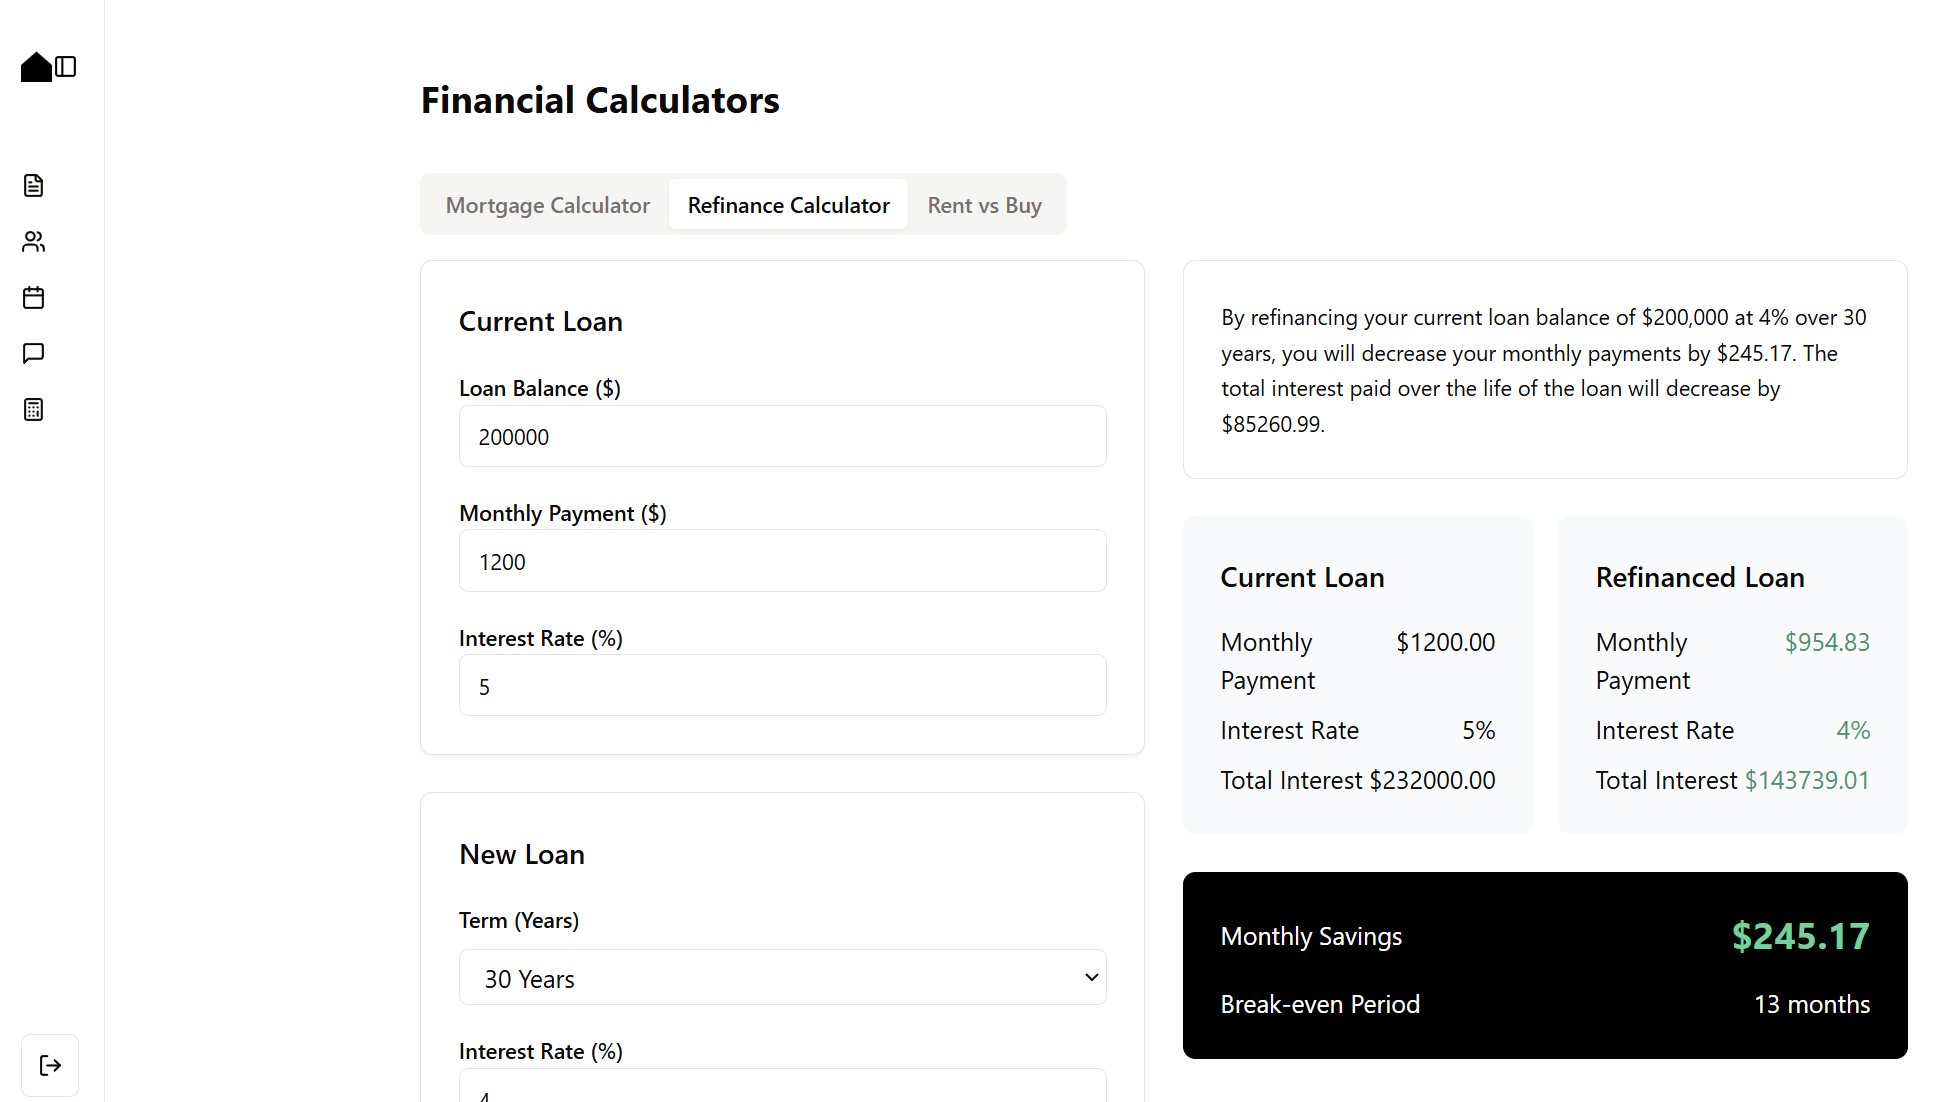 Financial Calculators
Mortgage Calculator
Refinance Calculator
Rent vs Buy
Current Loan
Loan Balance ($)
200000
Monthly Payment ($)
1200
Interest Rate (%)
5
New Loan
Term (Years)
30 Years
Interest Rate (%)
4
By refinancing your current loan balance of $200,000 at 4% over 30
years, you will decrease your monthly payments by $245.17. The
total interest paid over the life of the loan will decrease by
$85260.99.
Current Loan
Monthly Payment $1200.00
Interest Rate 5%
Total Interest $232000.00
Refinanced Loan
Monthly Payment $954.83
Interest Rate 4%
Total Interest $143739.01
Monthly Savings $245.17
Break-even Period 13 months